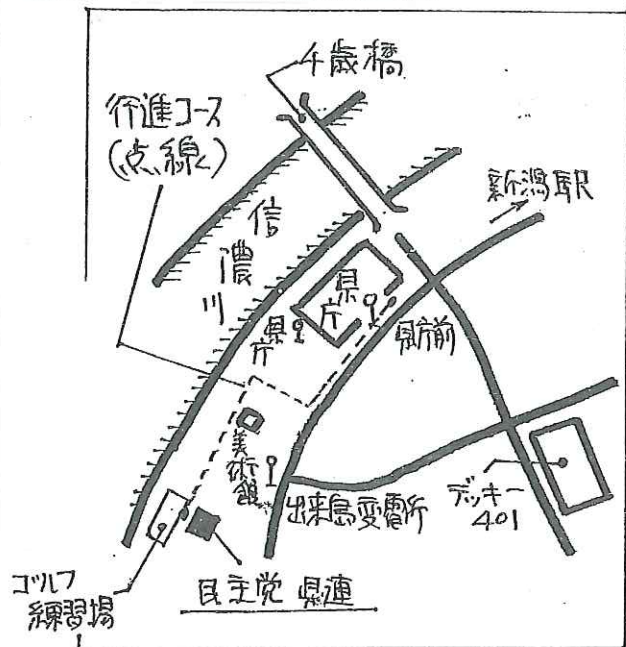 千歳橋
行進コース
(点線)
新潟駅
信
濃
川
県
庁
県
庁
県庁前
美術館
出来島変電所
デッキー
401
ゴルフ
練習場
民主党 県連